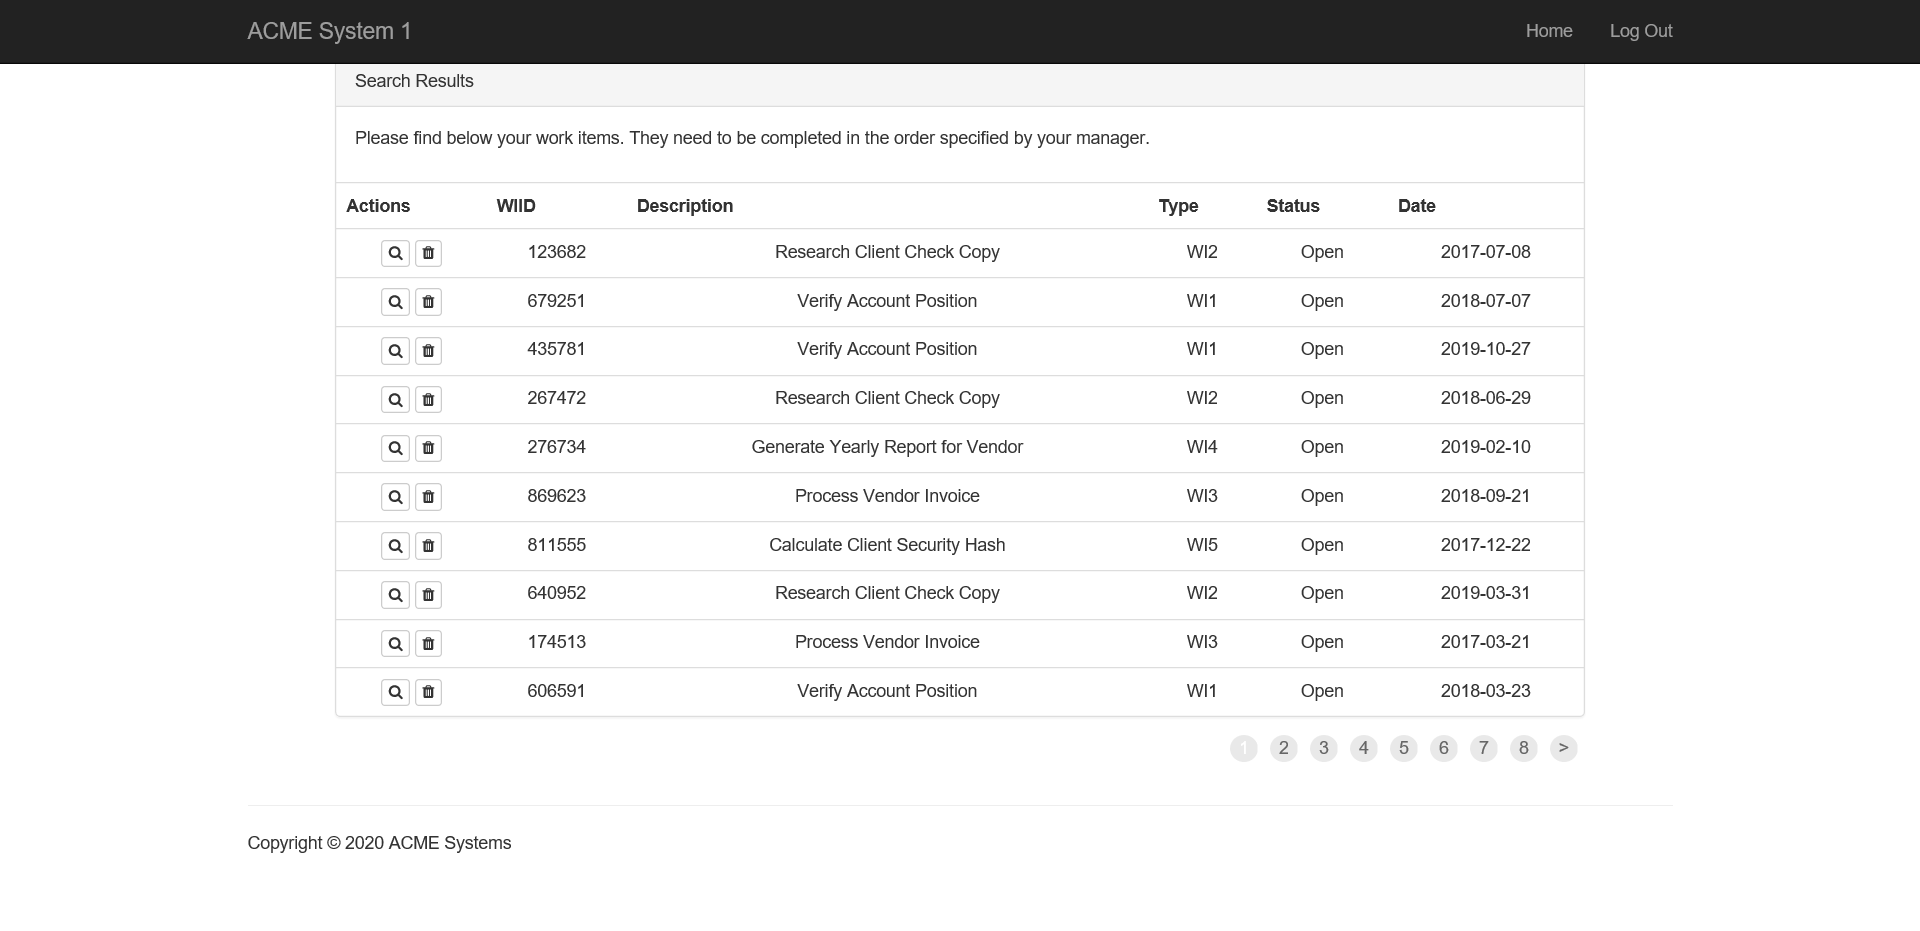 ACME System 1 Home Log Out
Search Results
Please find below your work items. They need to be completed in the order specified by your manager.
Actions WIID Description Type Status Date
123682 Research Client Check Copy WI2 Open 2017-07-08
679251 Verify Account Position WI1 Open 2018-07-07
435781 Verify Account Position WI1 Open 2019-10-27
267472 Research Client Check Copy WI2 Open 2018-06-29
276734 Generate Yearly Report for Vendor WI4 Open 2019-02-10
869623 Process Vendor Invoice WI3 Open 2018-09-21
811555 Calculate Client Security Hash WI5 Open 2017-12-22
640952 Research Client Check Copy WI2 Open 2019-03-31
174513 Process Vendor Invoice WI3 Open 2017-03-21
606591 Verify Account Position WI1 Open 2018-03-23
1 2 3 4 5 6 7 8 >
Copyright © 2020 ACME Systems